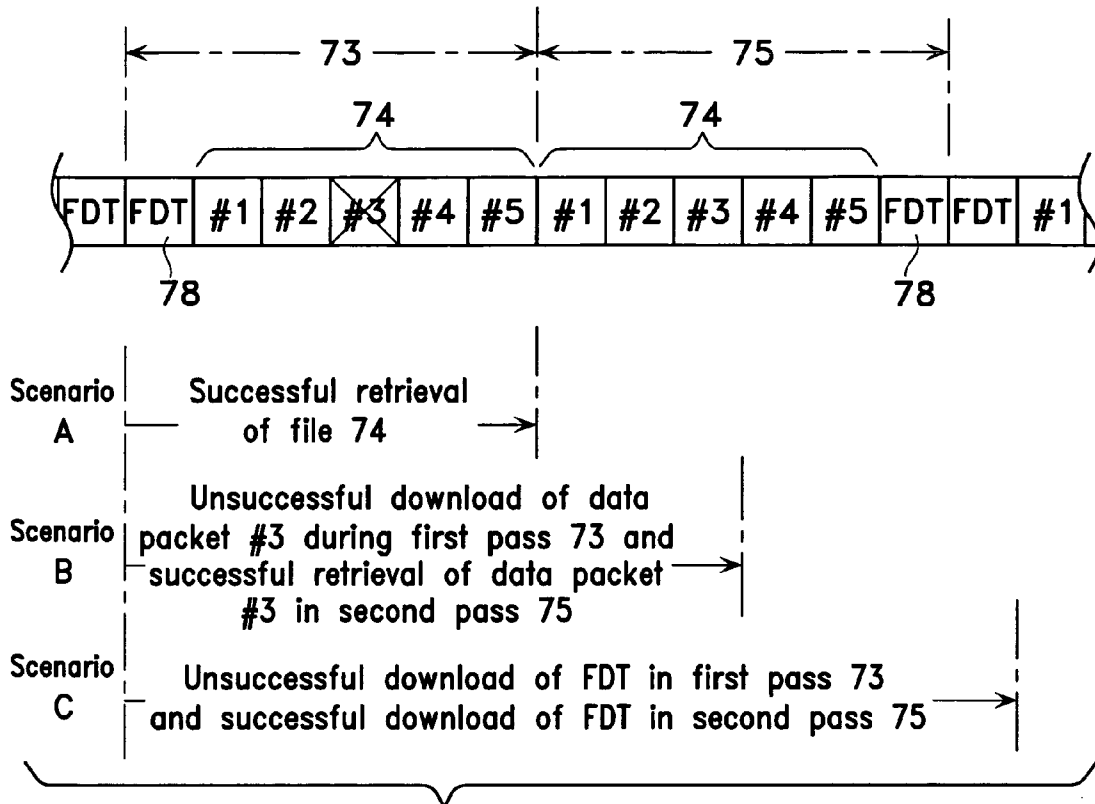 73 75
74 74
FDT FDT #1 #2 #3 #4 #5 #1 #2 #3 #4 #5 FDT FDT #1
78 78
Scenario
A
Successful retrieval
of file 74
Scenario
B
Unsuccessful download of data
packet #3 during first pass 73 and
successful retrieval of data packet
#3 in second pass 75
Scenario
C
Unsuccessful download of FDT in first pass 73
and successful download of FDT in second pass 75